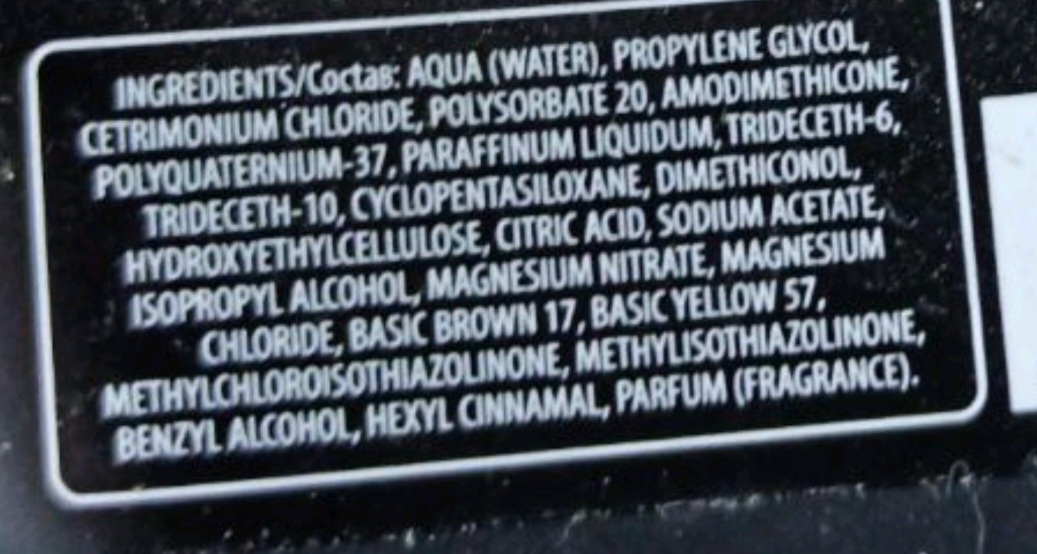 INGREDIENTS/Состав: AQUA (WATER), PROPYLENE GLYCOL,
CETRIMONIUM CHLORIDE, POLYSORBATE 20, AMODIMETHICONE,
POLYQUATERNIUM-37, PARAFFINUM LIQUIDUM, TRIDECETH-6,
TRIDECETH-10, CYCLOPENTASILOXANE, DIMETHICONOL,
HYDROXYETHYLCELLULOSE, CITRIC ACID, SODIUM ACETATE,
ISOPROPYL ALCOHOL, MAGNESIUM NITRATE, MAGNESIUM
CHLORIDE, BASIC BROWN 17, BASIC YELLOW 57,
METHYLCHLOROISOTHIAZOLINONE, METHYLISOTHIAZOLINONE,
BENZYL ALCOHOL, HEXYL CINNAMAL, PARFUM (FRAGRANCE).